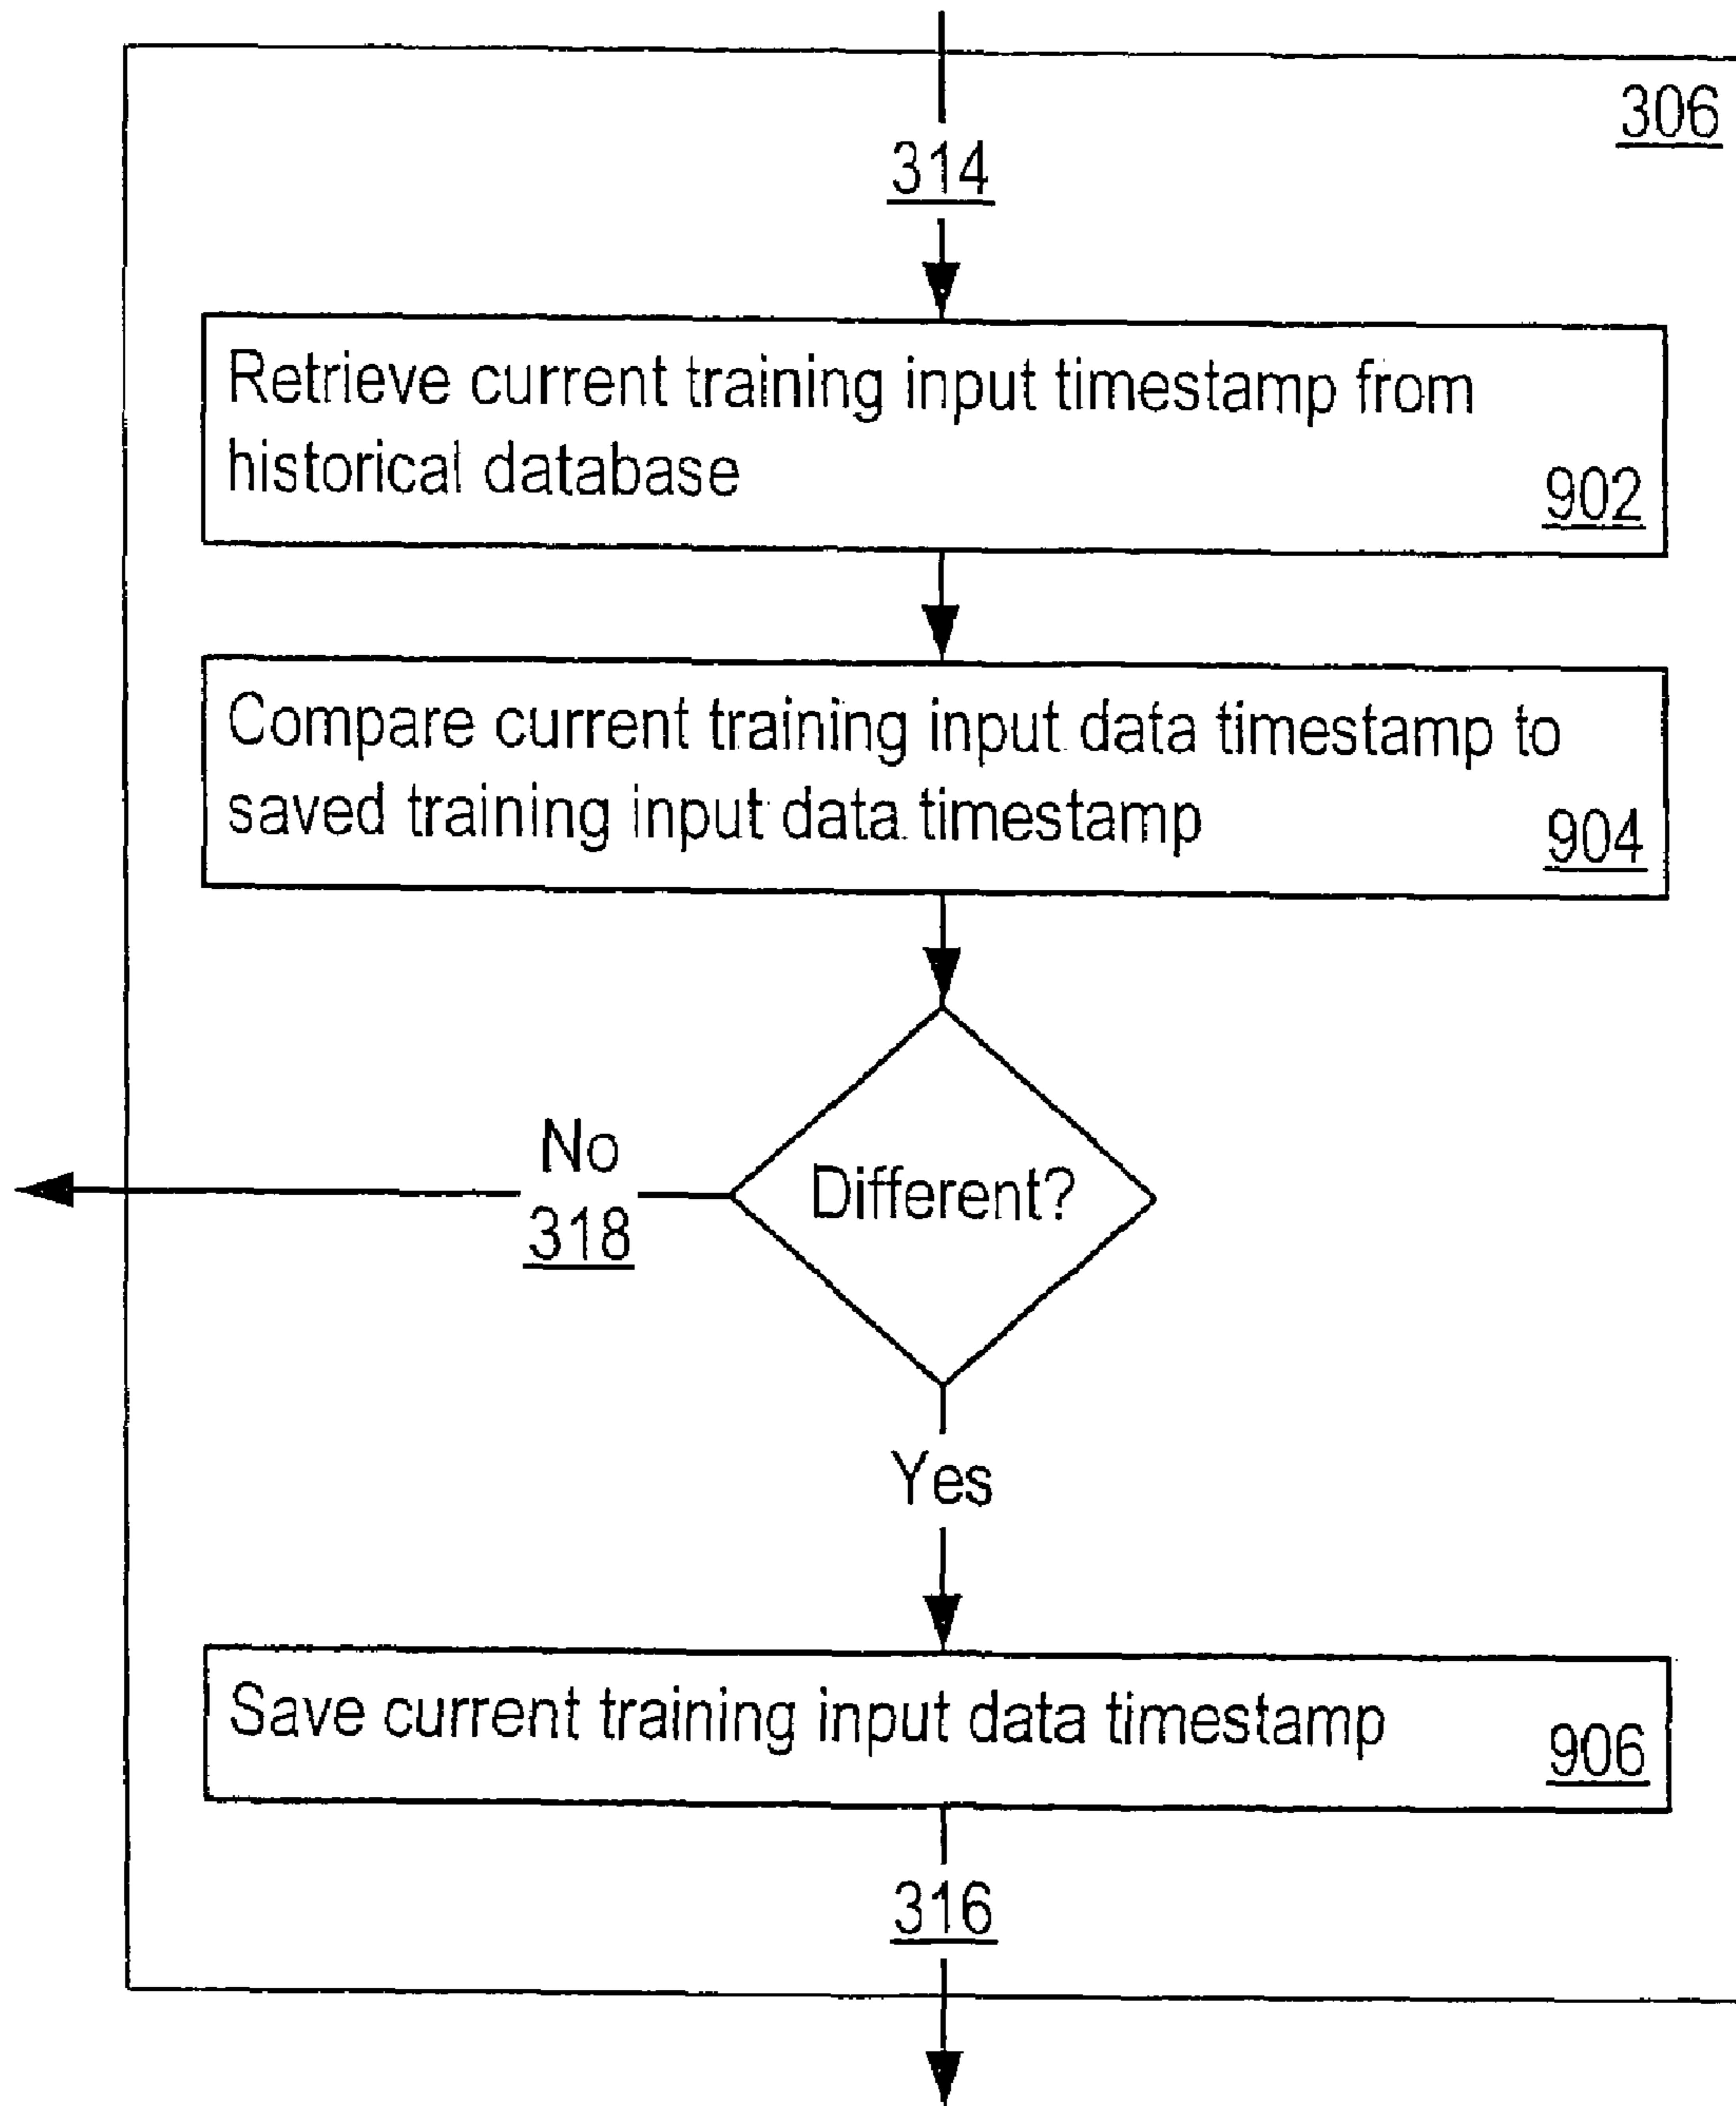 306
314
Retrieve current training input timestamp from
historical database
902
Compare current training input data timestamp to
saved training input data timestamp
904
No
318
Different?
Yes
Save current training input data timestamp
906
316